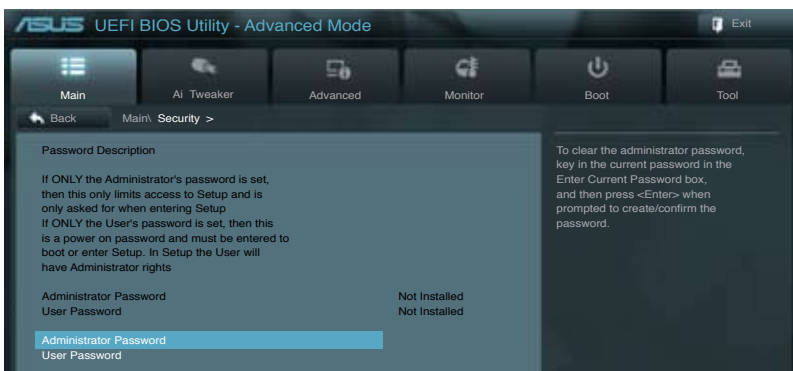 ASUS UEFI BIOS Utility - Advanced Mode
Exit
Main
Ai Tweaker
Advanced
Monitor
Boot
Tool
Back
Main\ Security >
Password Description
If ONLY the Administrator's password is set,
then this only limits access to Setup and is
only asked for when entering Setup
If ONLY the User's password is set, then this
is a power on password and must be entered to
boot or enter Setup. In Setup the User will
have Administrator rights
Administrator Password Not Installed
User Password Not Installed
Administrator Password
User Password
To clear the administrator password,
key in the current password in the
Enter Current Password box,
and then press <Enter> when
prompted to create/confirm the
password.